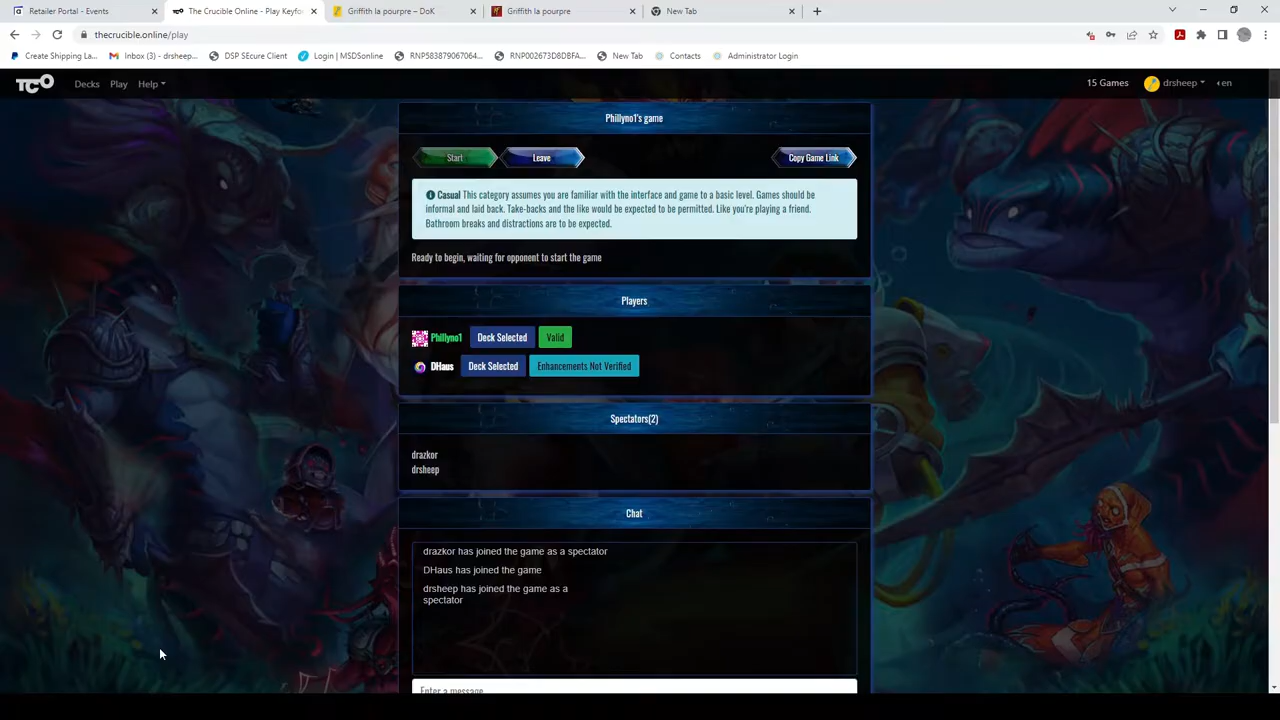 Retailer Portal - Events
The Crucible Online - Play Keyfor
Griffith la pourpre – DoK
Griffith la pourpre
New Tab
thecrucible.online/play
Create Shipping La...
Inbox (3) - drsheep...
DSP SEcure Client
Login | MSDSonline
RNP583879067064...
RNP002673D8DBFA...
New Tab
Contacts
Administrator Login
TCO
Decks
Play
Help
15 Games
drsheep
en
Phillyno1's game
Start
Leave
Copy Game Link
Casual This category assumes you are familiar with the interface and game to a basic level. Games should be
informal and laid back. Take-backs and the like would be expected to be permitted. Like you're playing a friend.
Bathroom breaks and distractions are to be expected.
Ready to begin, waiting for opponent to start the game
Players
Phillyno1 Deck Selected Valid
DHaus Deck Selected Enhancements Not Verified
Spectators(2)
drazkor
drsheep
Chat
drazkor has joined the game as a spectator
DHaus has joined the game
drsheep has joined the game as a
spectator
Enter a message